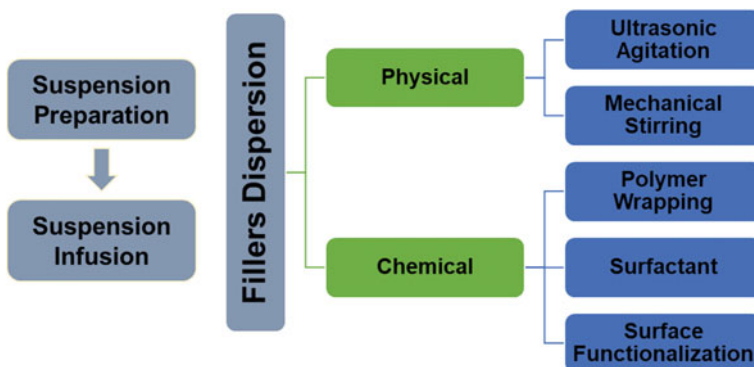 Suspension
Preparation
Suspension
Infusion
Fillers Dispersion
Physical
Ultrasonic
Agitation
Mechanical
Stirring
Chemical
Polymer
Wrapping
Surfactant
Surface
Functionalization